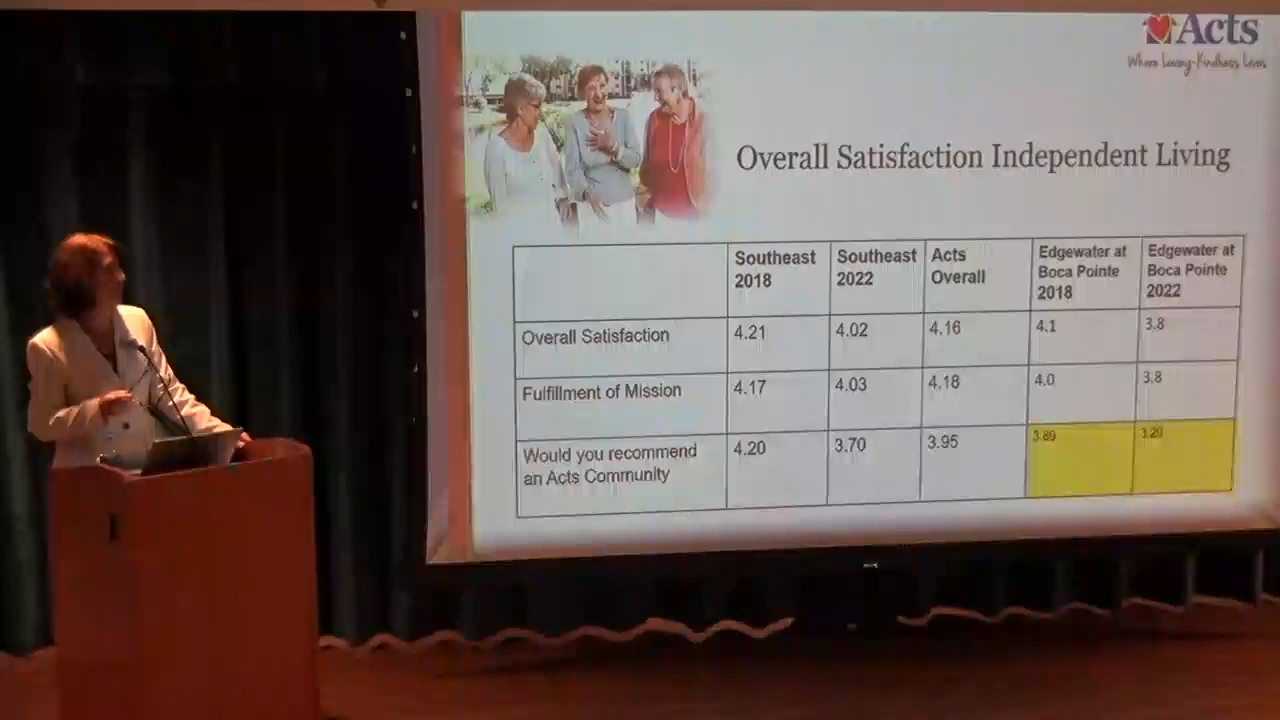 Acts
Where Loving-Kindness Lives
Overall Satisfaction Independent Living
Southeast 2018
Southeast 2022
Acts Overall
Edgewater at Boca Pointe 2018
Edgewater at Boca Pointe 2022
Overall Satisfaction 4.21 4.02 4.16 4.1 3.8
Fulfillment of Mission 4.17 4.03 4.18 4.0 3.8
Would you recommend an Acts Community 4.20 3.70 3.95 3.89 3.20